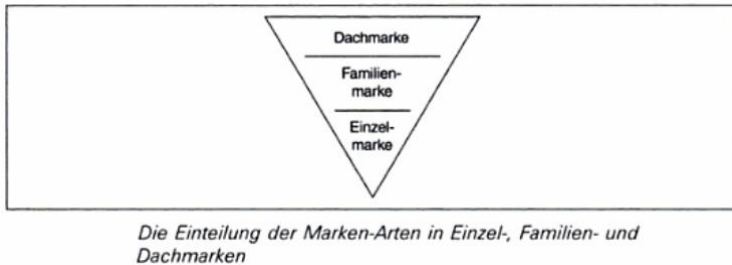 Dachmarke
Familien-
marke
Einzel-
marke
Die Einteilung der Marken-Arten in Einzel-, Familien- und
Dachmarken